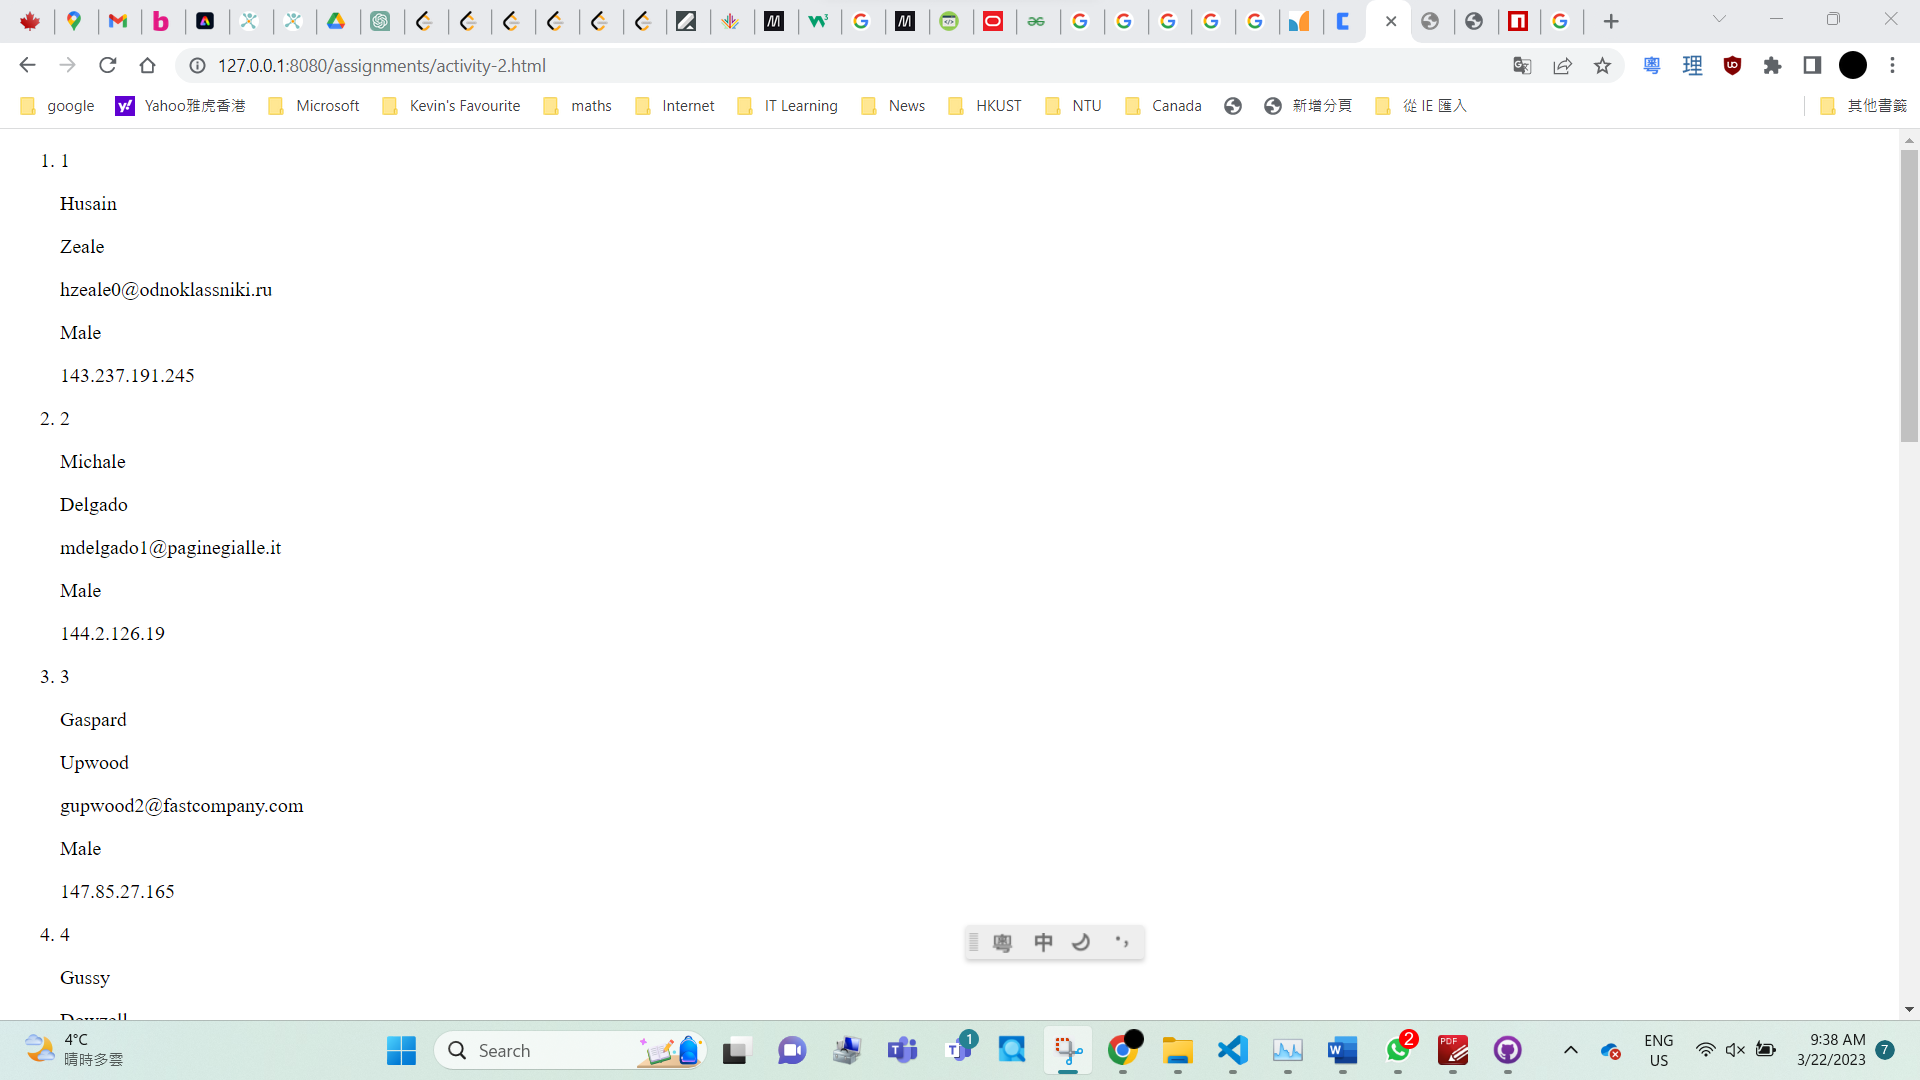 127.0.0.1:8080/assignments/activity-2.html
google
Yahoo雅虎香港
Microsoft
Kevin's Favourite
maths
Internet
IT Learning
News
HKUST
NTU
Canada
新增分頁
從 IE 匯入
其他書籤
1. 1
Husain
Zeale
hzeale0@odnoklassniki.ru
Male
143.237.191.245
2. 2
Michale
Delgado
mdelgado1@paginegialle.it
Male
144.2.126.19
3. 3
Gaspard
Upwood
gupwood2@fastcompany.com
Male
147.85.27.165
4. 4
Gussy
粵 中
4°C
晴時多雲
Search
1
2
ENG
US
9:38 AM
3/22/2023
7